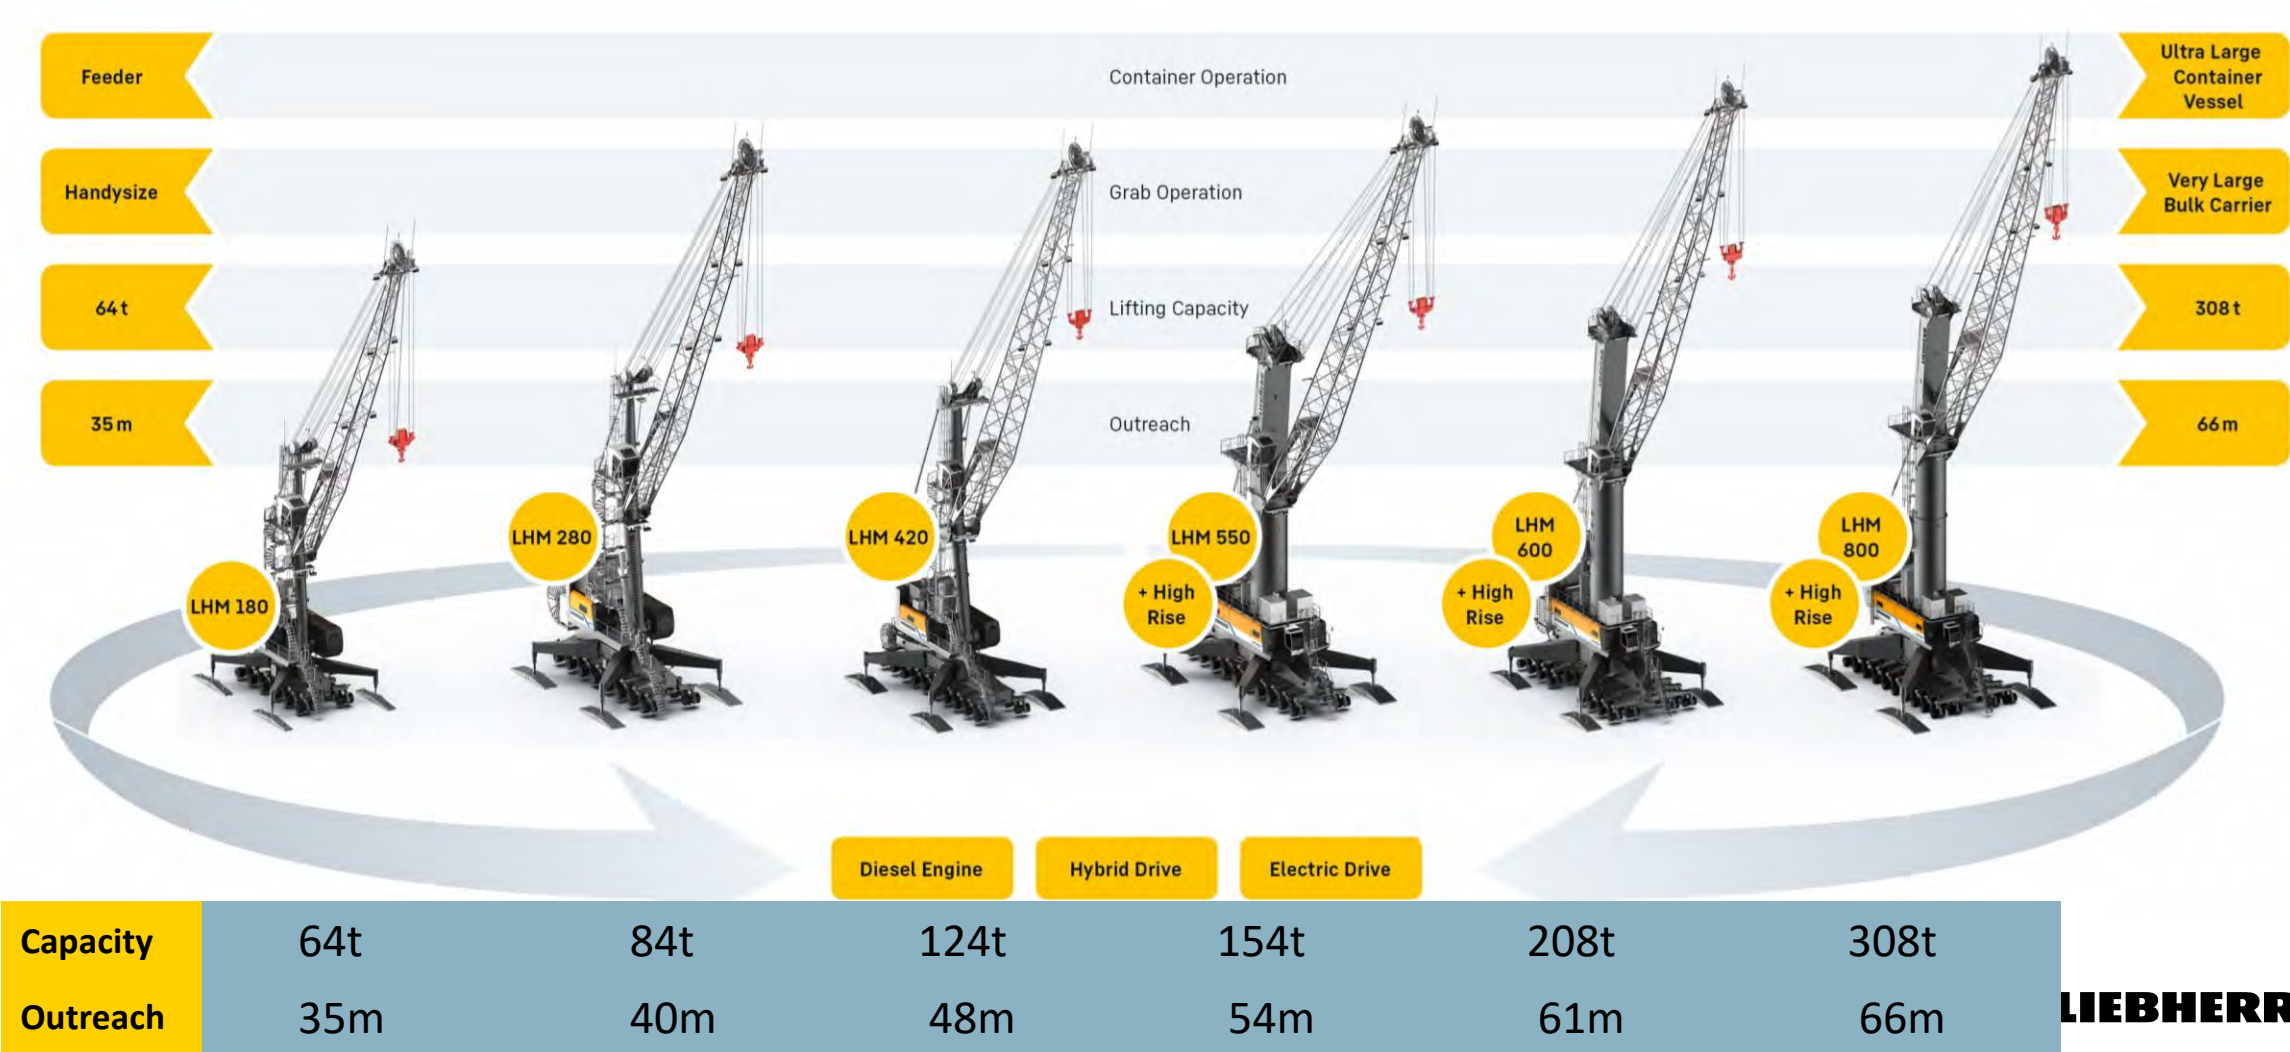 Feeder
Container Operation
Ultra Large
Container
Vessel
Handysize
Grab Operation
Very Large
Bulk Carrier
64 t
Lifting Capacity
308 t
35 m
Outreach
66 m
LHM 180
LHM 280
LHM 420
LHM 550
+ High
Rise
LHM
600
+ High
Rise
LHM
800
+ High
Rise
Diesel Engine
Hybrid Drive
Electric Drive
Capacity 64t 84t 124t 154t 208t 308t
Outreach 35m 40m 48m 54m 61m 66m
LIEBHERR